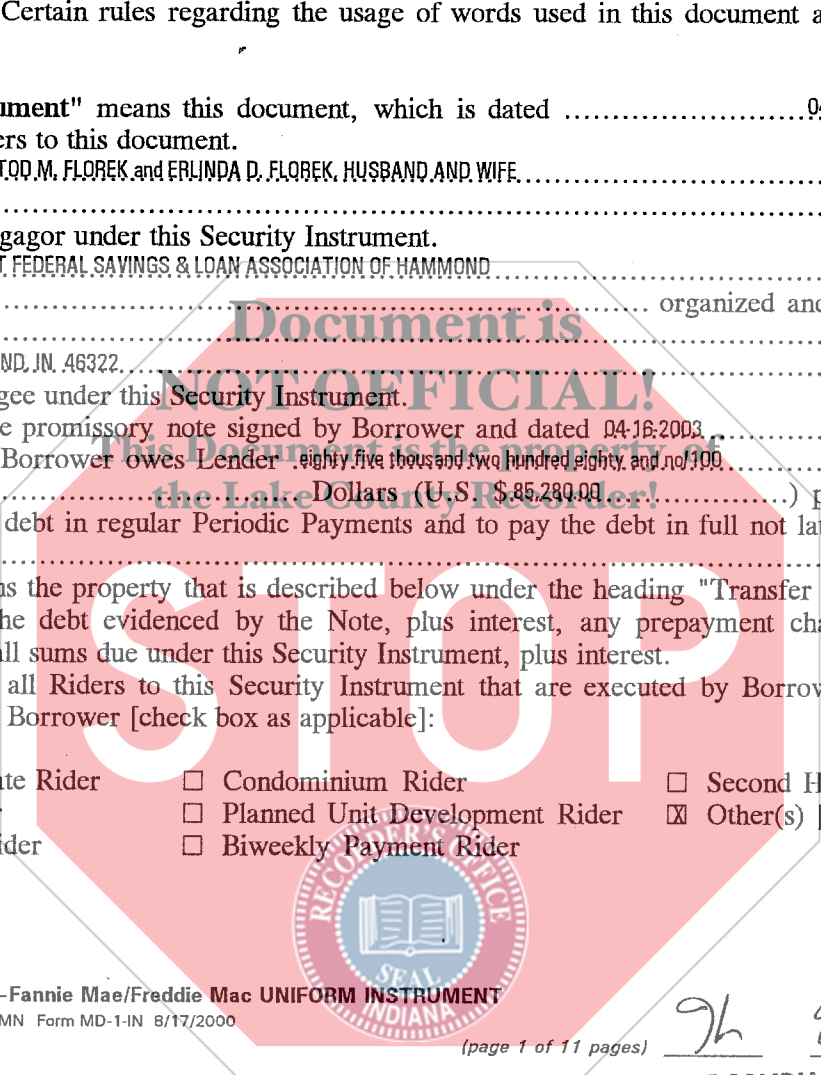 Certain rules regarding the usage of words used in this document a
ument" means this document, which is dated ........................04
ers to this document.
TOD M. FLOREK and ERLINDA D. FLOREK, HUSBAND AND WIFE
gagor under this Security Instrument.
T FEDERAL SAVINGS & LOAN ASSOCIATION OF HAMMOND
organized and
ND, IN. 46322
gee under this Security Instrument.
e promissory note signed by Borrower and dated 04-16-2003
Borrower owes Lender eighty five thousand two hundred eighty and no/100
Dollars (U.S. $ 85,280.00 ) p
debt in regular Periodic Payments and to pay the debt in full not lat
ns the property that is described below under the heading "Transfer
he debt evidenced by the Note, plus interest, any prepayment cha
ll sums due under this Security Instrument, plus interest.
all Riders to this Security Instrument that are executed by Borrow
Borrower [check box as applicable]:
te Rider ☐ Condominium Rider ☐ Second H
☐ Planned Unit Development Rider ☒ Other(s) [
ider ☐ Biweekly Payment Rider
-Fannie Mae/Freddie Mac UNIFORM INSTRUMENT
MN Form MD-1-IN 8/17/2000
(page 1 of 11 pages)
Document is
NOT OFFICIAL!
This Document is the property of
the Lake County Recorder!
STOP
RECORDER'S OFFICE
SEAL
INDIANA